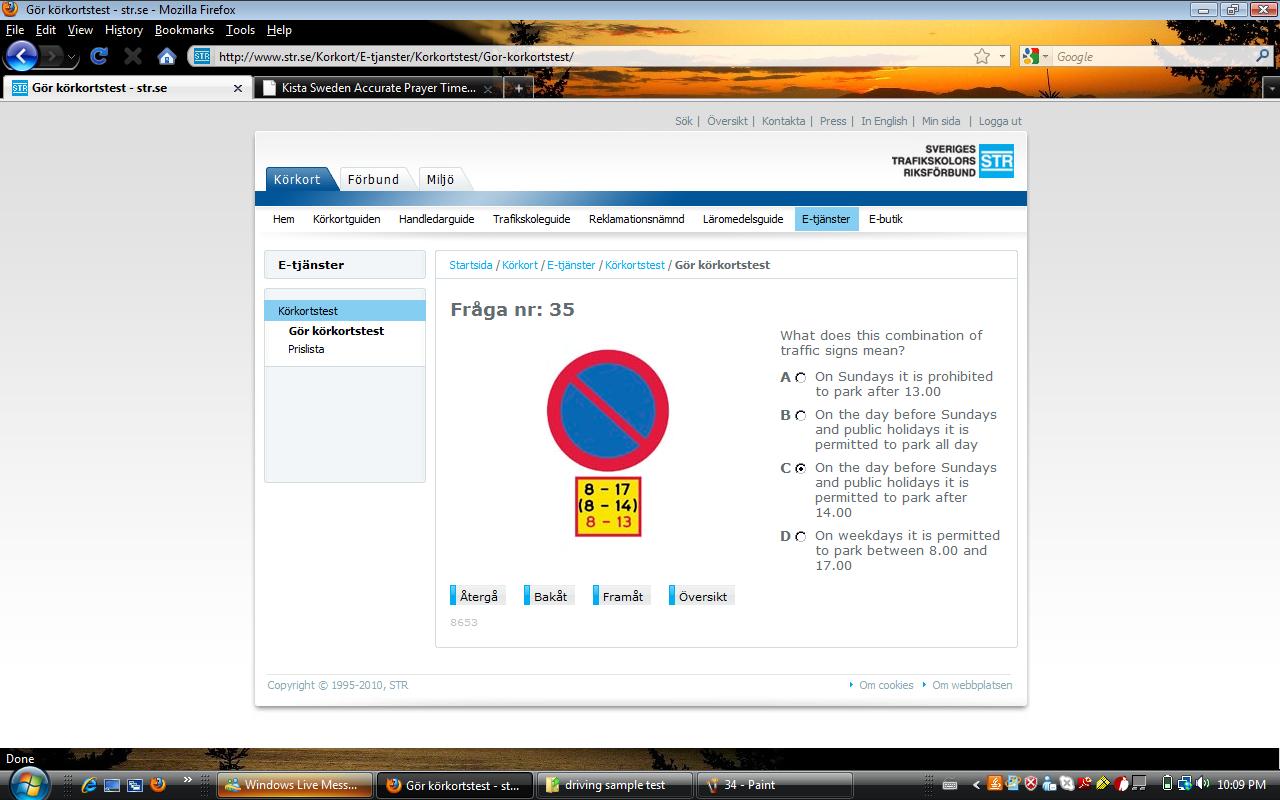 Gör körkortstest - str.se - Mozilla Firefox
File Edit View History Bookmarks Tools Help
STR http://www.str.se/Korkort/E-tjanster/Korkortstest/Gor-korkortstest/ Google
STR Gör körkortstest - str.se Kista Sweden Accurate Prayer Time...
Sök | Översikt | Kontakta | Press | In English | Min sida | Logga ut
SVERIGES
TRAFIKSKOLORS
RIKSFÖRBUND
STR
Körkort Förbund Miljö
Hem Körkortguiden Handledarguide Trafikskoleguide Reklamationsnämnd Läromedelsguide E-tjänster E-butik
E-tjänster
Körkortstest
Gör körkortstest
Prislista
Startsida / Körkort / E-tjänster / Körkortstest / Gör körkortstest
Fråga nr: 35
8 - 17
(8 - 14)
8 - 13
What does this combination of
traffic signs mean?
A On Sundays it is prohibited
to park after 13.00
B On the day before Sundays
and public holidays it is
permitted to park all day
C On the day before Sundays
and public holidays it is
permitted to park after
14.00
D On weekdays it is permitted
to park between 8.00 and
17.00
Återgå Bakåt Framåt Översikt
8653
Copyright © 1995-2010, STR Om cookies Om webbplatsen
Done
Windows Live Mess... Gör körkortstest - st... driving sample test 34 - Paint 10:09 PM